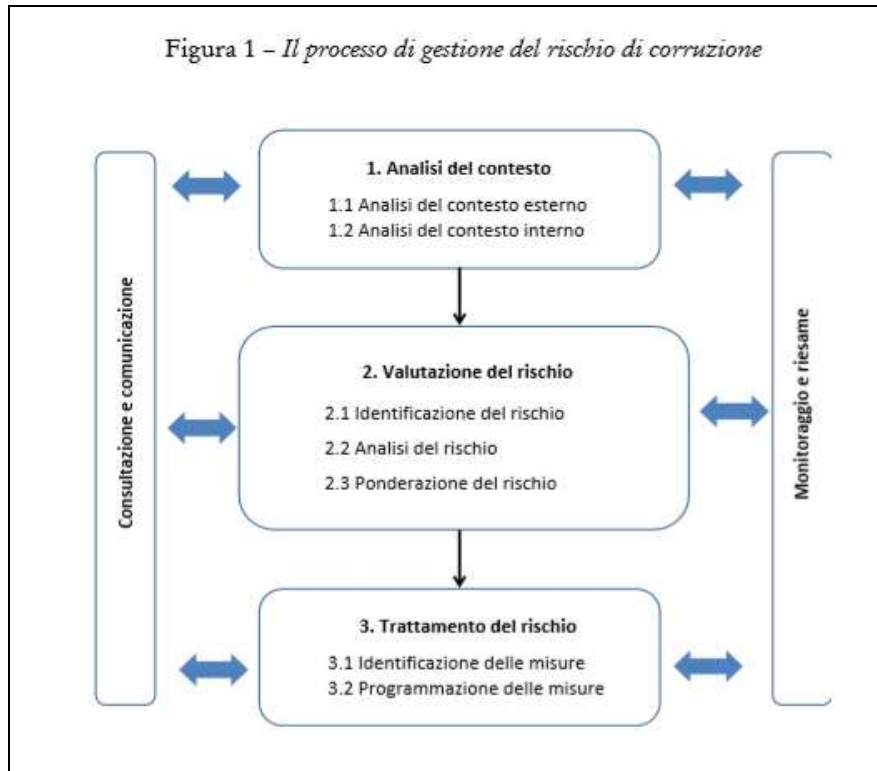 Figura 1 – Il processo di gestione del rischio di corruzione
Consultazione e comunicazione
1. Analisi del contesto
1.1 Analisi del contesto esterno
1.2 Analisi del contesto interno
2. Valutazione del rischio
2.1 Identificazione del rischio
2.2 Analisi del rischio
2.3 Ponderazione del rischio
3. Trattamento del rischio
3.1 Identificazione delle misure
3.2 Programmazione delle misure
Monitoraggio e riesame